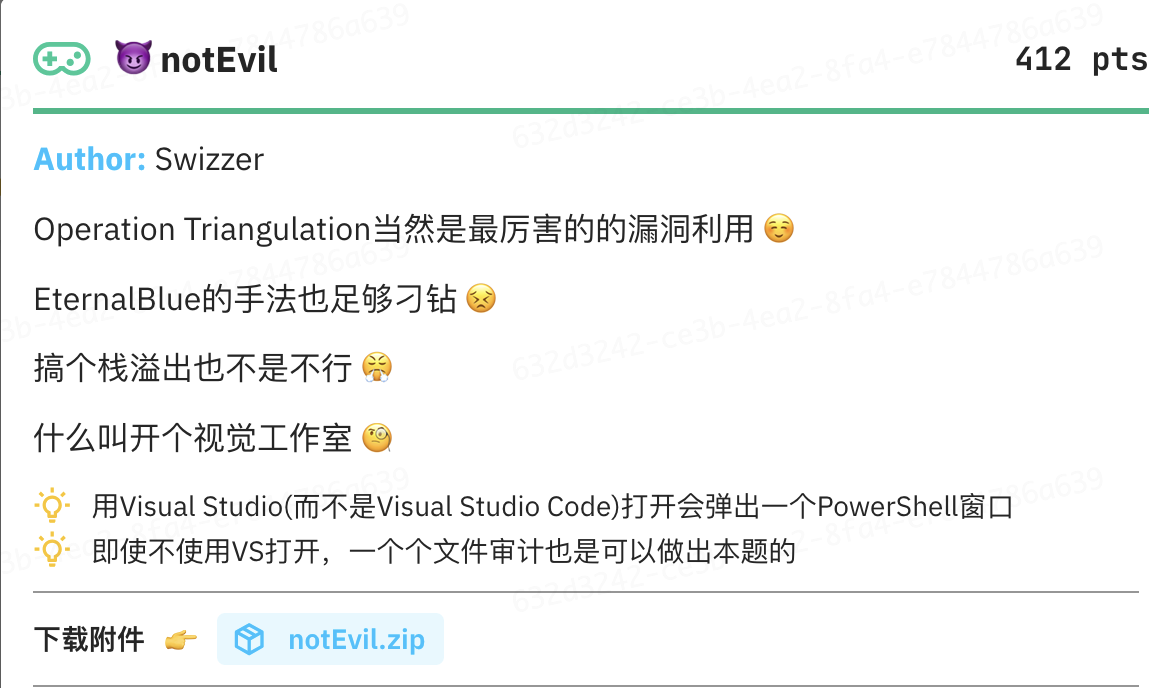 😈 notEvil 412 pts
Author: Swizzer
Operation Triangulation当然是最厉害的的漏洞利用 ☺️
EternalBlue的手法也足够刁钻 😣
搞个栈溢出也不是不行 😤
什么叫开个视觉工作室 🧐
用Visual Studio(而不是Visual Studio Code)打开会弹出一个PowerShell窗口
即使不使用VS打开，一个个文件审计也是可以做出本题的
下载附件 👉 notEvil.zip
632d3242-ce3b-4ea2-8fa4-e7844786a639